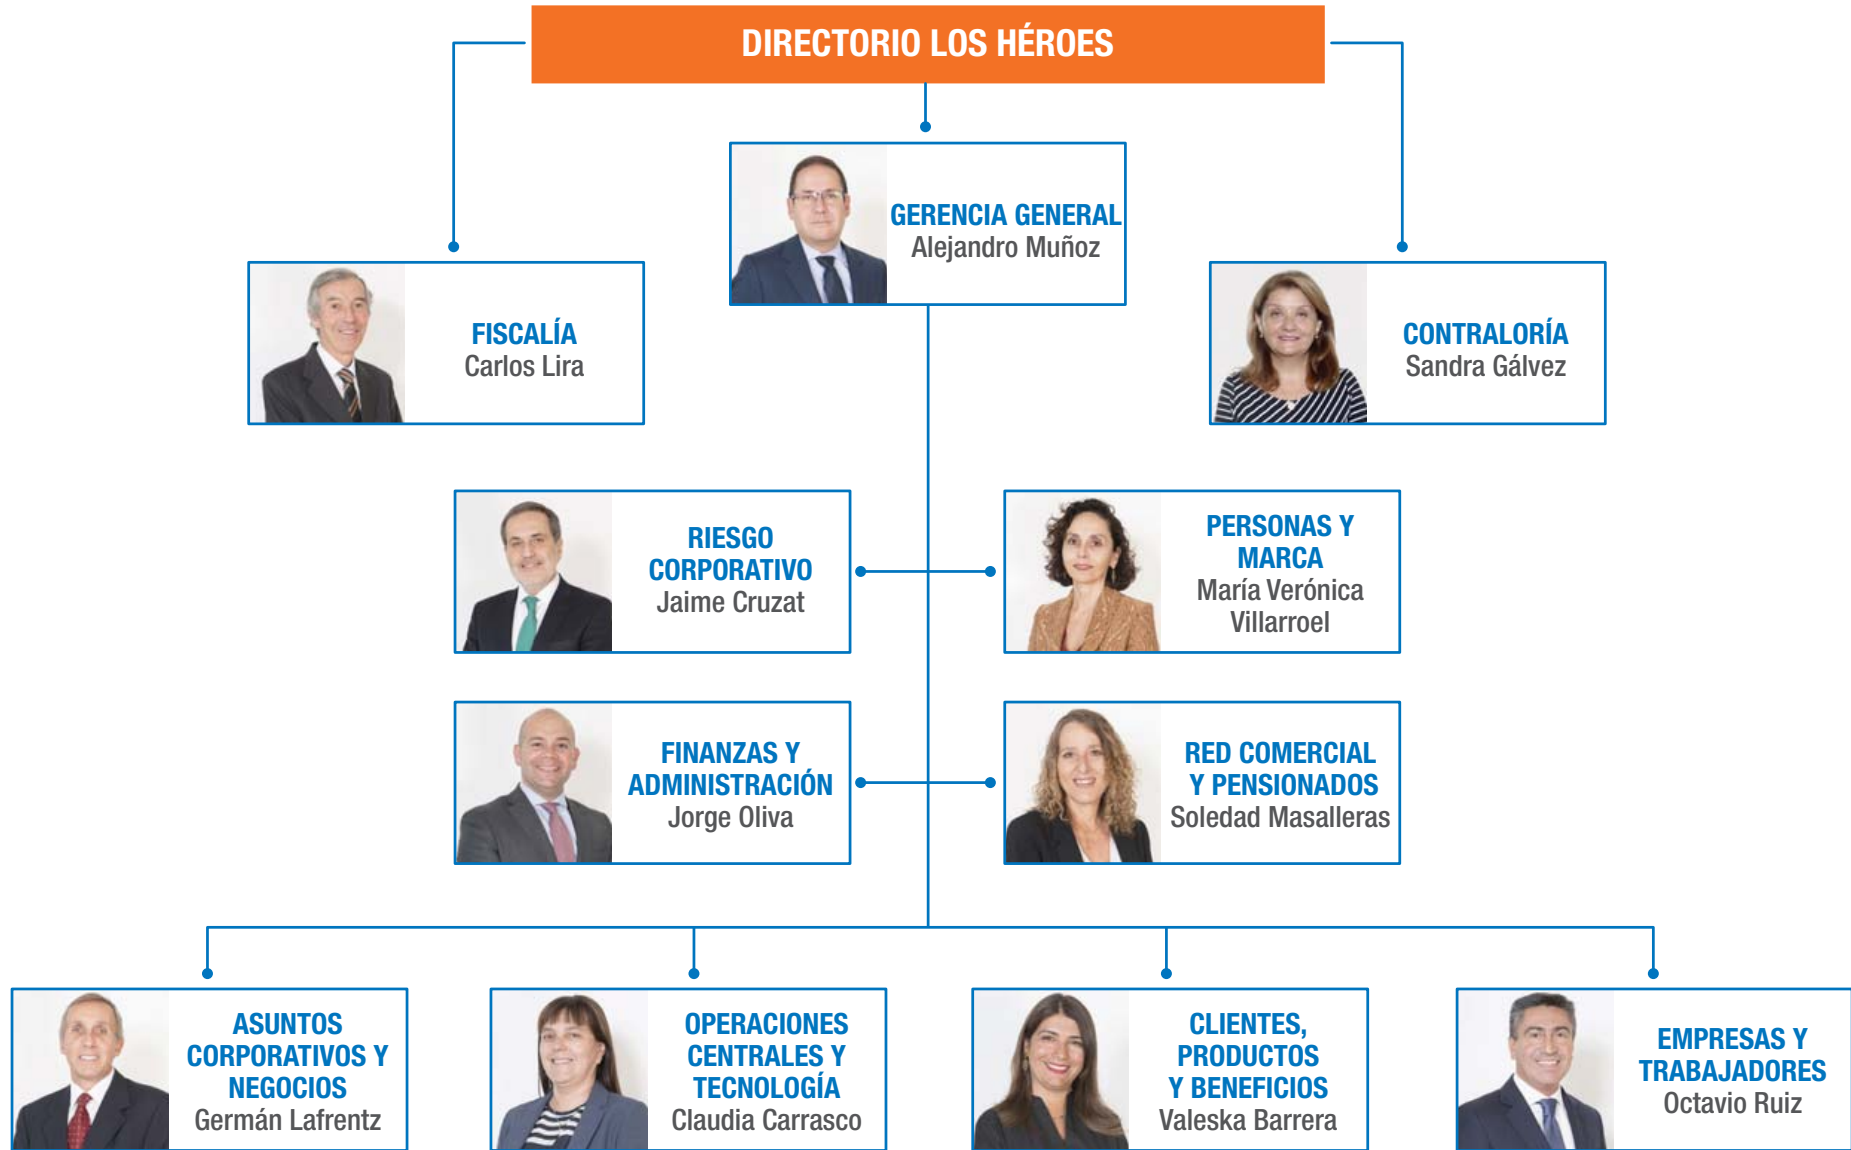 DIRECTORIO LOS HÉROES
GERENCIA GENERAL
Alejandro Muñoz
FISCALÍA
Carlos Lira
CONTRALORÍA
Sandra Gálvez
RIESGO
CORPORATIVO
Jaime Cruzat
PERSONAS Y
MARCA
María Verónica
Villarroel
FINANZAS Y
ADMINISTRACIÓN
Jorge Oliva
RED COMERCIAL
Y PENSIONADOS
Soledad Masalleras
ASUNTOS
CORPORATIVOS Y
NEGOCIOS
Germán Lafrentz
OPERACIONES
CENTRALES Y
TECNOLOGÍA
Claudia Carrasco
CLIENTES,
PRODUCTOS
Y BENEFICIOS
Valeska Barrera
EMPRESAS Y
TRABAJADORES
Octavio Ruiz